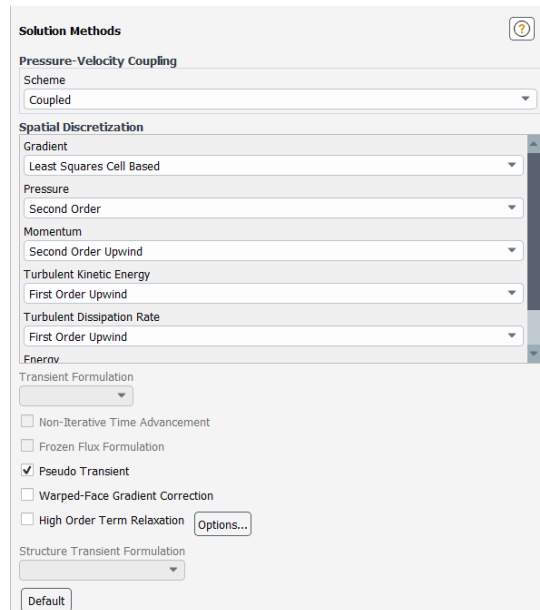 Solution Methods
?
Pressure-Velocity Coupling
Scheme
Coupled
Spatial Discretization
Gradient
Least Squares Cell Based
Pressure
Second Order
Momentum
Second Order Upwind
Turbulent Kinetic Energy
First Order Upwind
Turbulent Dissipation Rate
First Order Upwind
Energy
Transient Formulation
Non-Iterative Time Advancement
Frozen Flux Formulation
Pseudo Transient
Warped-Face Gradient Correction
High Order Term Relaxation Options...
Structure Transient Formulation
Default